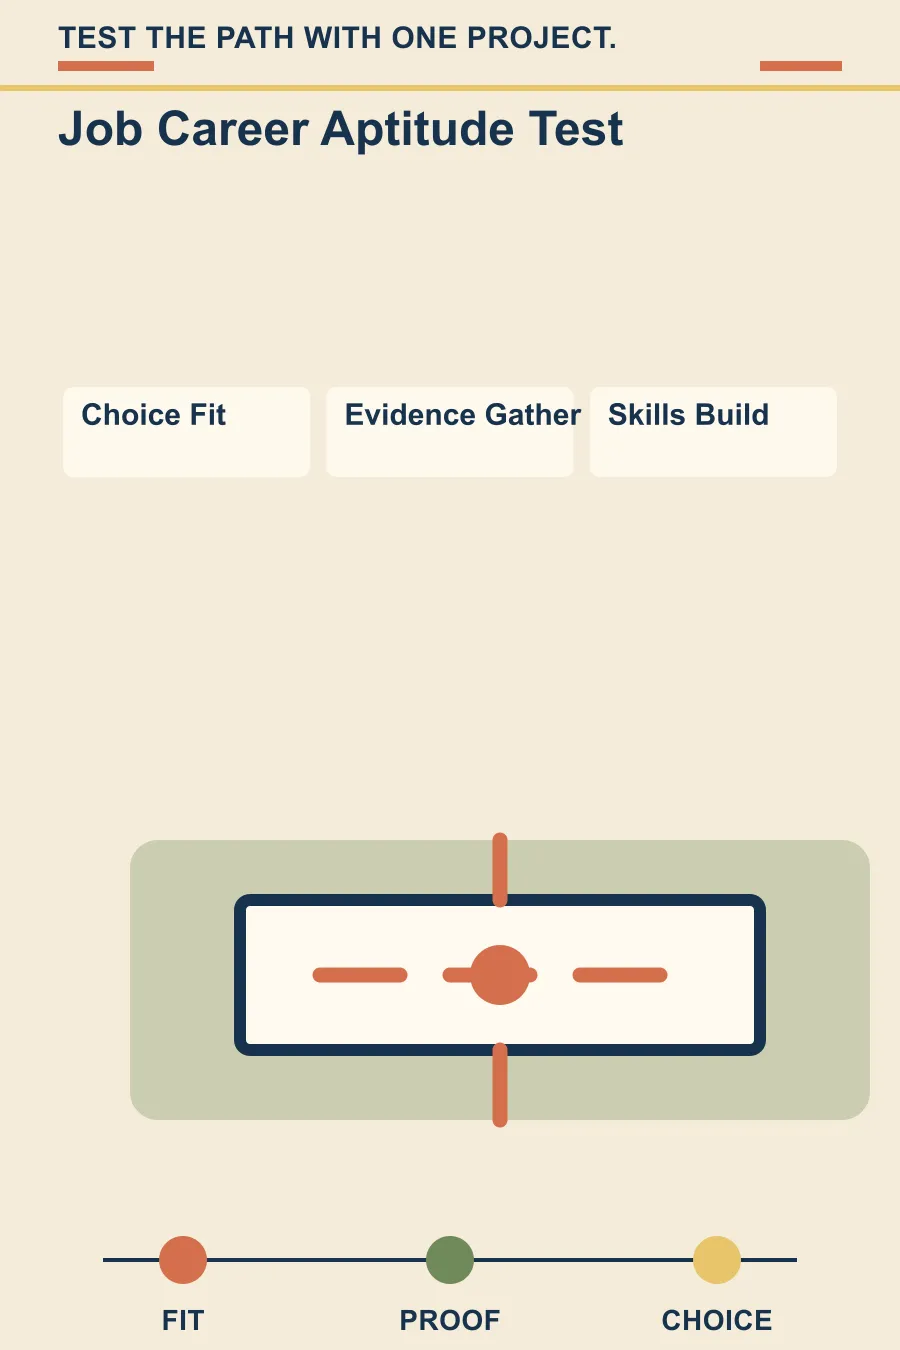 TEST THE PATH WITH ONE PROJECT.
Job Career Aptitude Test
Choice Fit
Evidence Gather
Skills Build
FIT
PROOF
CHOICE